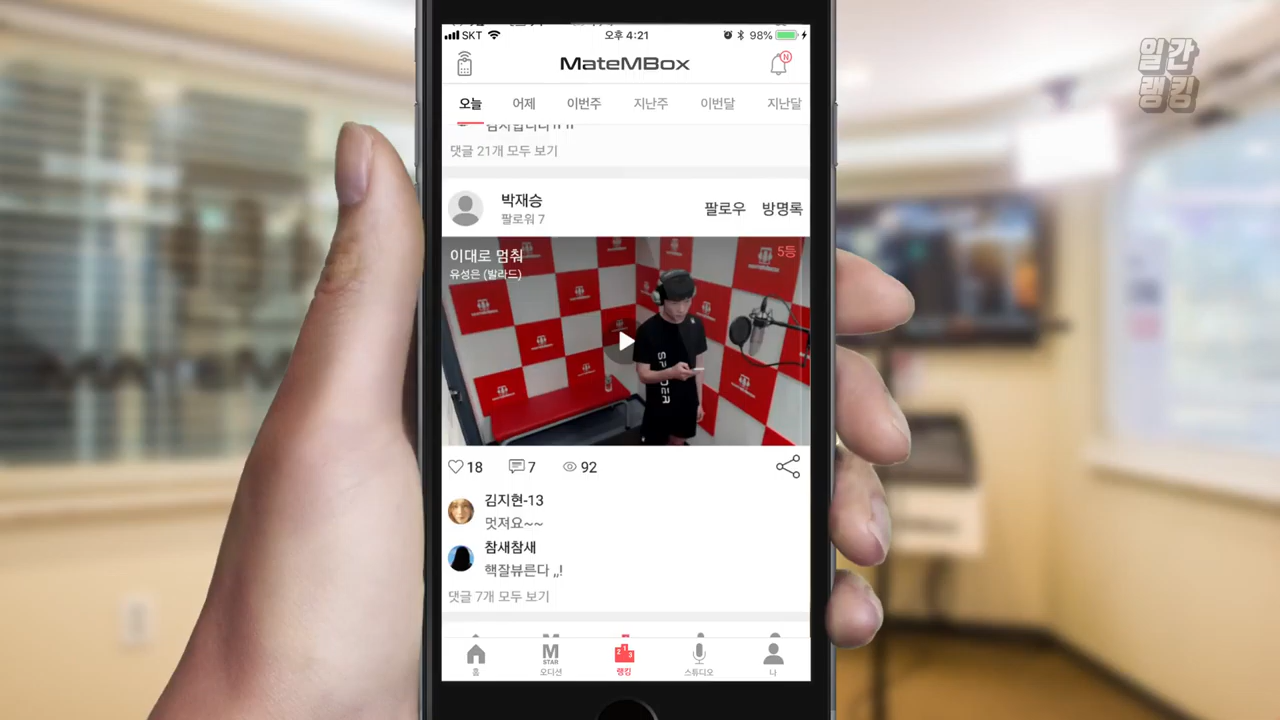 일간
랭킹
SKT 오후 4:21 98%
MateMBox
N
오늘 어제 이번주 지난주 이번달 지난달
댓글 21개 모두 보기
박재승
팔로워 7
팔로우 방명록
이대로 멈춰
유성은 (발라드)
5등
SPYDER
18 7 92
김지현-13
멋져요~~
참새참새
핵잘뷰른다 ,,!
댓글 7개 모두 보기
M
STAR
2 1 3
홈 오디션 랭킹 스튜디오 나